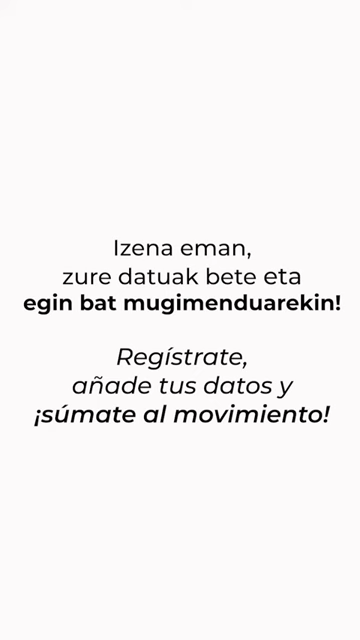 Izena eman,
zure datuak bete eta
egin bat mugimenduarekin!
Regístrate,
añade tus datos y
¡súmate al movimiento!